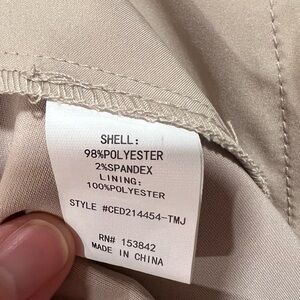 SHELL:
98%POLYESTER
2%SPANDEX
LINING:
100%POLYESTER
STYLE #CED214454-TMJ
RN# 153842
MADE IN CHINA